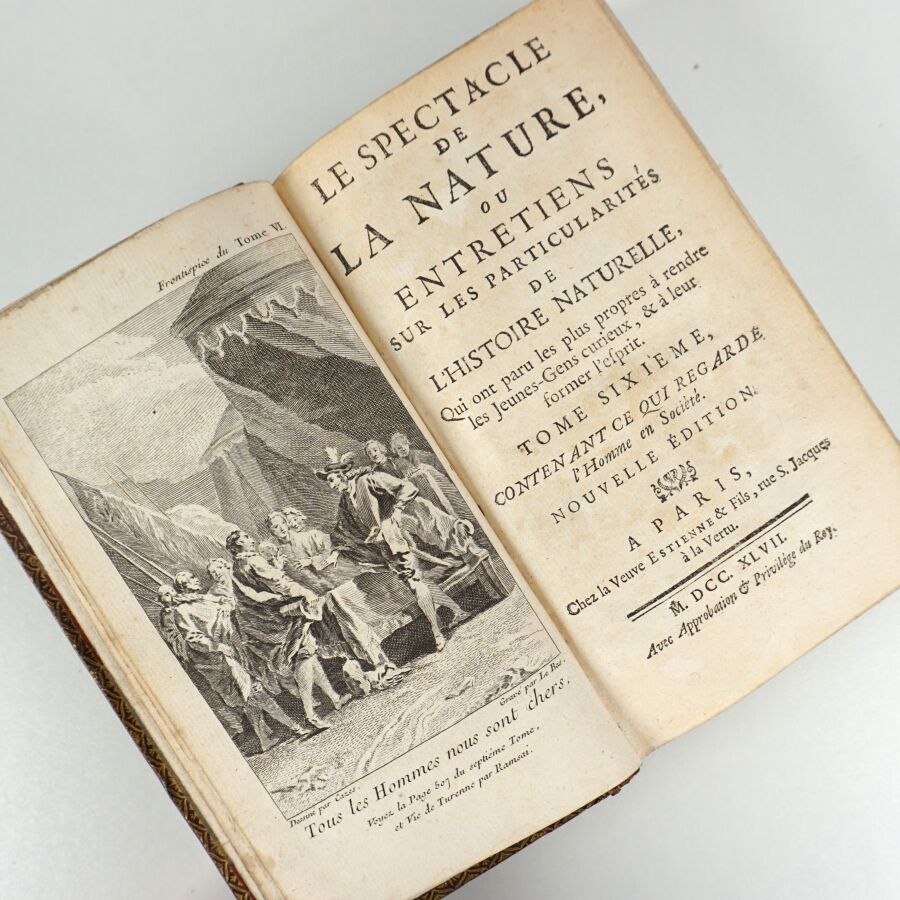 Frontispice du Tome VI.
Dessiné par Cazes.
Gravé par Le Bas.
Tous les Hommes nous sont chers.
Voyez la Page 507 du septiéme Tome.
et Vie de Turenne par Ramsai.
LE SPECTACLE
DE
LA NATURE,
OU
ENTRETIENS
SUR LES PARTICULARITÉS
DE
L'HISTOIRE NATURELLE,
Qui ont paru les plus propres à rendre
les Jeunes-Gens curieux, & à leur
former l'esprit.
TOME SIXIÈME,
CONTENANT CE QUI REGARDE
l'Homme en Société.
NOUVELLE ÉDITION.
A PARIS,
Chez la Veuve ESTIENNE & Fils, rue S. Jacques
à la Vertu.
M. DCC. XLVII.
Avec Approbation & Privilége du Roy.